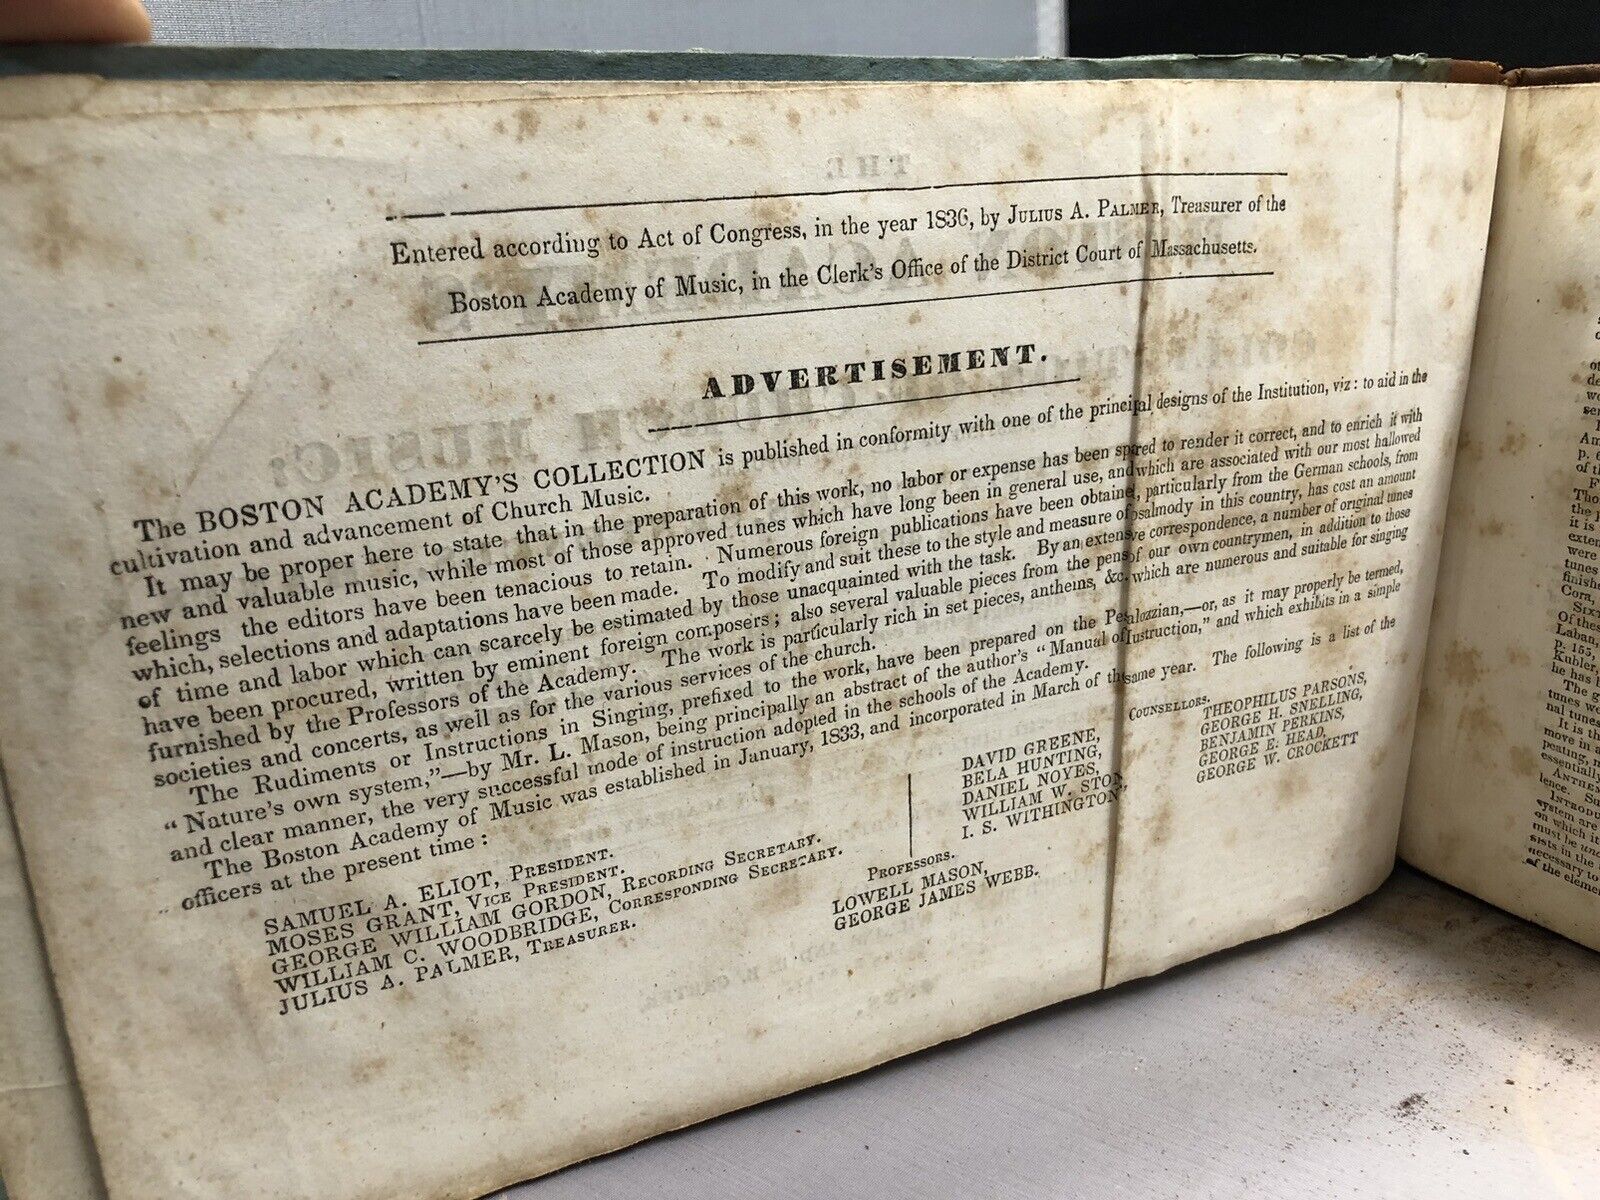 Entered according to Act of Congress, in the year 1836, by JULIUS A. PALMER, Treasurer of the
Boston Academy of Music, in the Clerk's Office of the District Court of Massachusetts.
ADVERTISEMENT.
The BOSTON ACADEMY'S COLLECTION is published in conformity with one of the principal designs of the Institution, viz: to aid in the
cultivation and advancement of Church Music.
It may be proper here to state that in the preparation of this work, no labor or expense has been spared to render it correct, and to enrich it with
new and valuable music, while most of those approved tunes which have long been in general use, and which are associated with our most hallowed
feelings the editors have been tenacious to retain. Numerous foreign publications have been obtained, particularly from the German schools, from
which, selections and adaptations have been made. To modify and suit these to the style and measure of psalmody in this country, has cost an amount
of time and labor which can scarcely be estimated by those unacquainted with the task. By an extensive correspondence, a number of original tunes
have been procured, written by eminent foreign composers; also several valuable pieces from the pens of our own countrymen, in addition to those
furnished by the Professors of the Academy. The work is particularly rich in set pieces, anthems, &c. which are numerous and suitable for singing
societies and concerts, as well as for the various services of the church.
The Rudiments or Instructions in Singing, prefixed to the work, have been prepared on the Pestalozzian,—or, as it may properly be termed,
"Nature's own system,"—by Mr. L. Mason, being principally an abstract of the author's "Manual of Instruction," and which exhibits in a simple
and clear manner, the very successful mode of instruction adopted in the schools of the Academy.
The Boston Academy of Music was established in January, 1833, and incorporated in March of the same year. The following is a list of the
officers at the present time:
SAMUEL A. ELIOT, PRESIDENT.
MOSES GRANT, VICE PRESIDENT.
GEORGE WILLIAM GORDON, RECORDING SECRETARY.
WILLIAM C. WOODBRIDGE, CORRESPONDING SECRETARY.
JULIUS A. PALMER, TREASURER.
COUNSELLORS.
DAVID GREENE,
BELA HUNTING,
DANIEL NOYES,
WILLIAM W. STONE,
I. S. WITHINGTON,
THEOPHILUS PARSONS,
GEORGE H. SNELLING,
BENJAMIN PERKINS,
GEORGE E. HEAD,
GEORGE W. CROCKETT
PROFESSORS.
LOWELL MASON,
GEORGE JAMES WEBB.